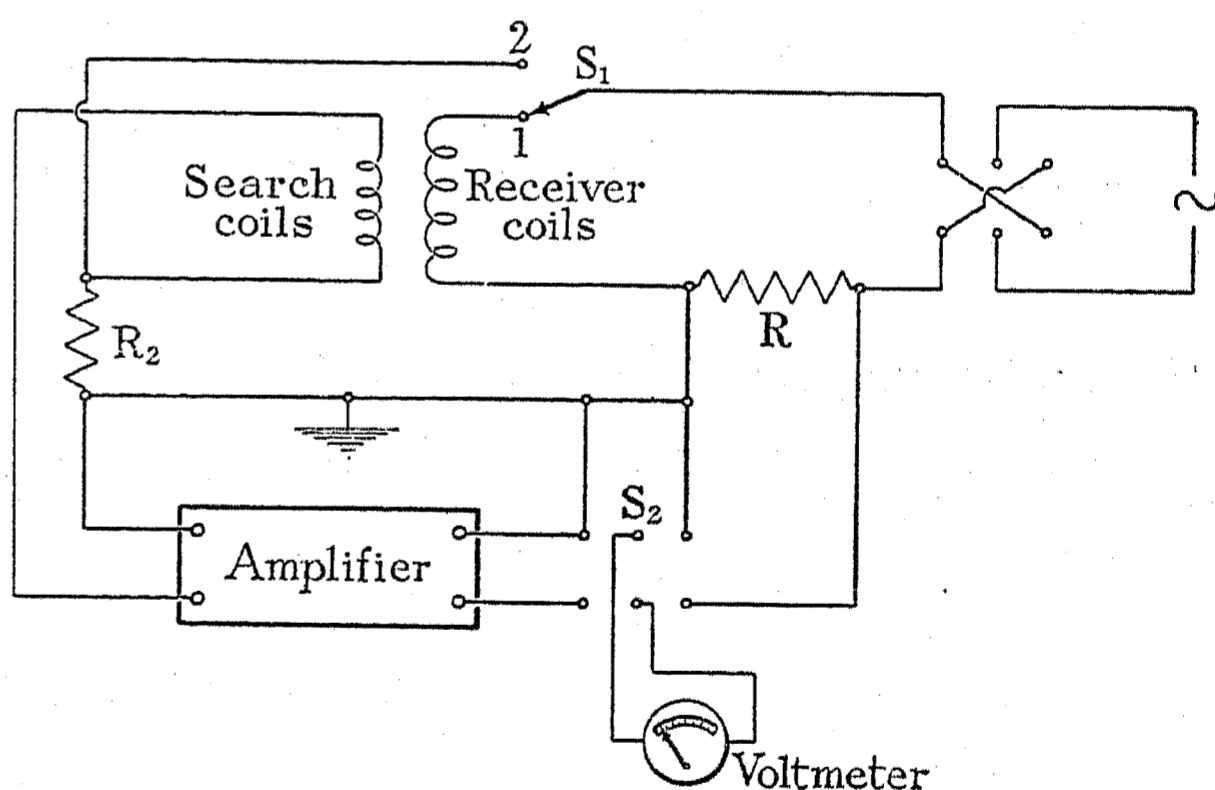 2
S₁
1
Search
coils
Receiver
coils
R
R₂
S₂
Amplifier
Voltmeter